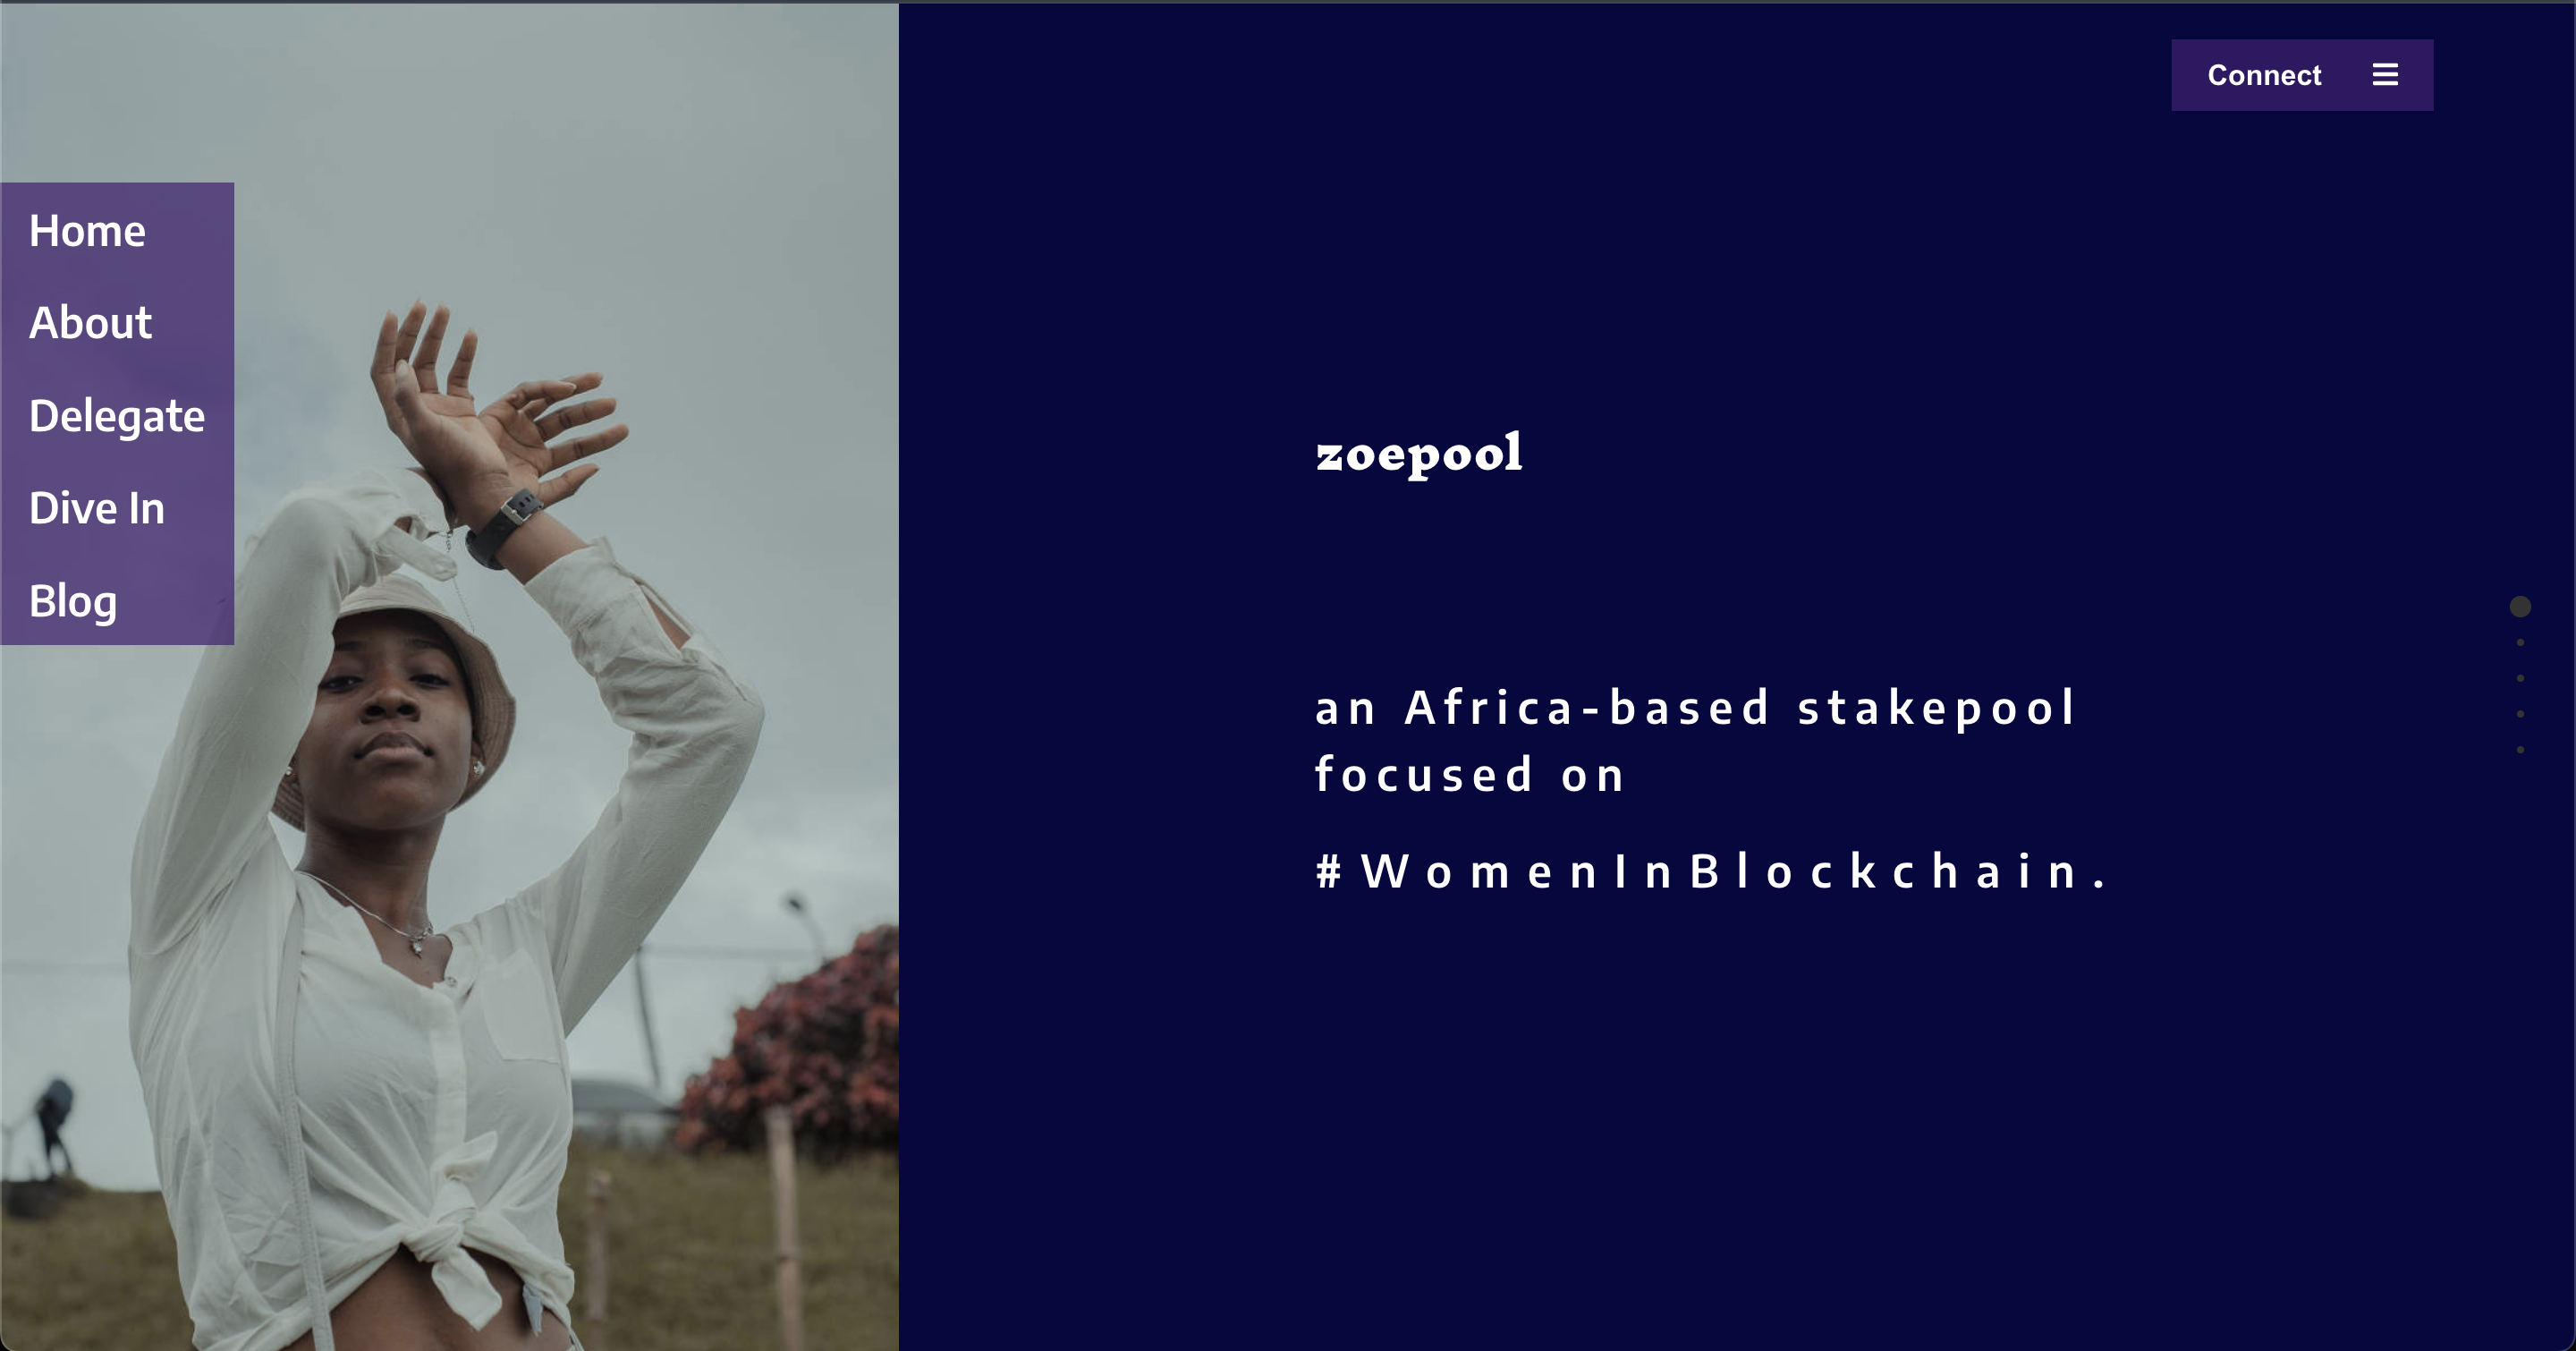 Connect
Home
About
Delegate
Dive In
Blog
zoepool
an Africa-based stakepool
focused on
#WomenInBlockchain.